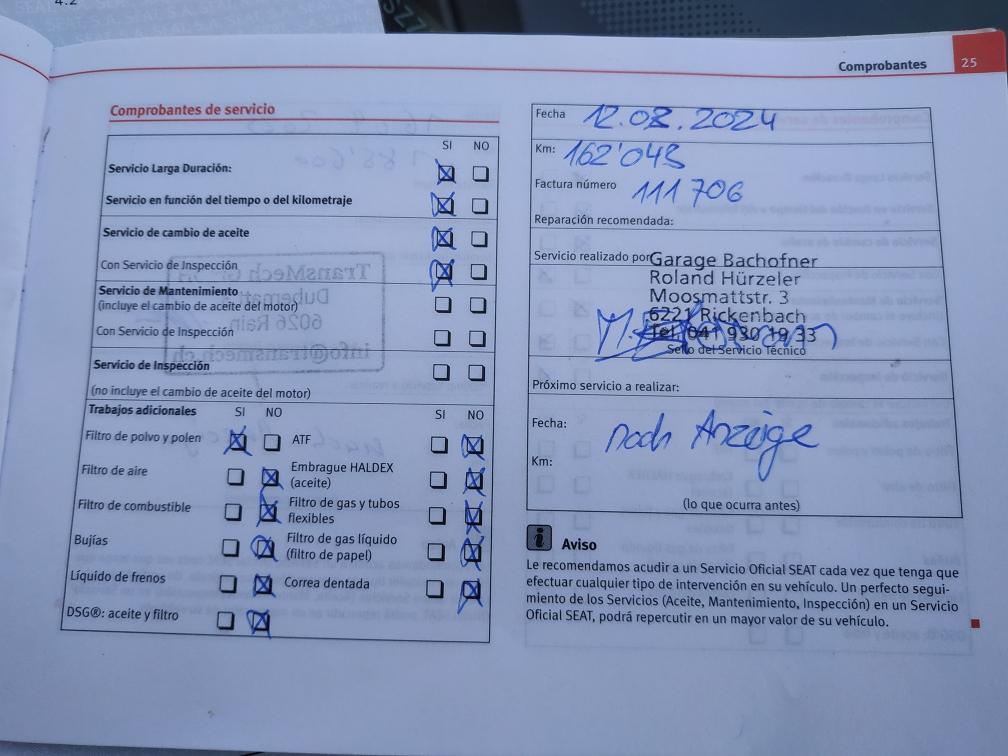 Comprobantes 25
Comprobantes de servicio
SI NO
Servicio Larga Duración:
Servicio en función del tiempo o del kilometraje
Servicio de cambio de aceite
Con Servicio de Inspección
Servicio de Mantenimiento
(incluye el cambio de aceite del motor)
Con Servicio de Inspección
Servicio de Inspección
(no incluye el cambio de aceite del motor)
Trabajos adicionales SI NO SI NO
Filtro de polvo y polen ATF
Filtro de aire Embrague HALDEX
(aceite)
Filtro de combustible Filtro de gas y tubos
flexibles
Bujías Filtro de gas líquido
(filtro de papel)
Líquido de frenos Correa dentada
DSG®: aceite y filtro
Fecha 12.08.2024
Km: 162'043
Factura número 111706
Reparación recomendada:
Servicio realizado por Garage Bachofner
Roland Hürzeler
Moosmattstr. 3
6221 Rickenbach
Tel. 041 930 19 33
Sello del Servicio Técnico
Próximo servicio a realizar:
Fecha: nach Anzeige
Km:
(lo que ocurra antes)
i Aviso
Le recomendamos acudir a un Servicio Oficial SEAT cada vez que tenga que
efectuar cualquier tipo de intervención en su vehículo. Un perfecto segui-
miento de los Servicios (Aceite, Mantenimiento, Inspección) en un Servicio
Oficial SEAT, podrá repercutir en un mayor valor de su vehículo.